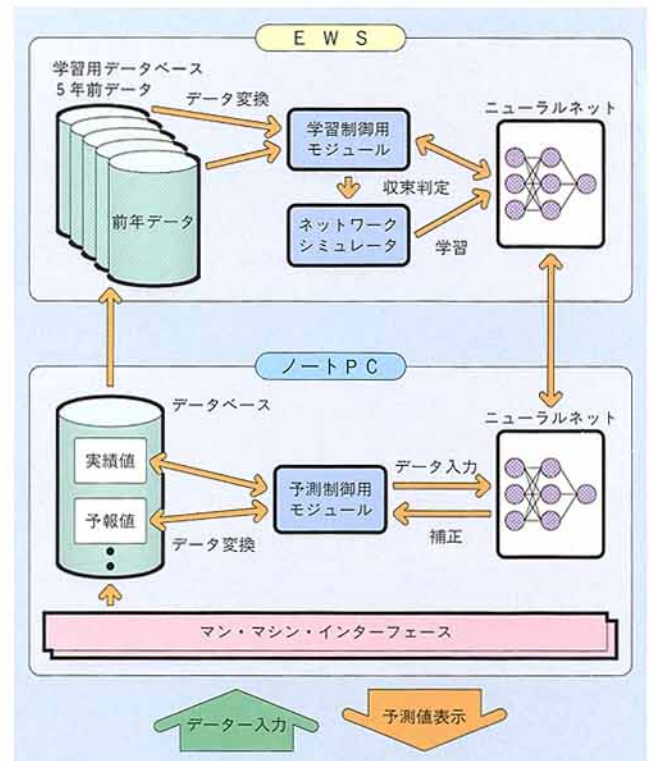 EWS
学習用データベース
5年前データ
データ変換
学習制御用
モジュール
ニューラルネット
前年データ
収束判定
ネットワーク
シミュレータ
学習
ノートPC
データベース
ニューラルネット
実績値
データ入力
予測制御用
モジュール
予報値
補正
データ変換
マン・マシン・インターフェース
データー入力
予測値表示